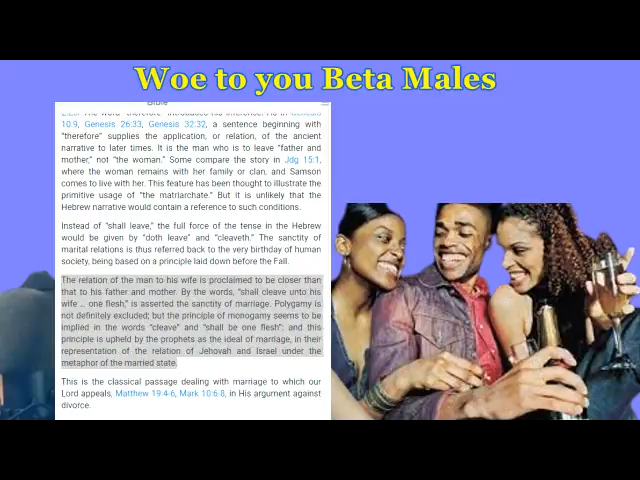 Woe to you Beta Males
Bible
10.9, Genesis 26:33, Genesis 32:32, a sentence beginning with
"therefore" supplies the application, or relation, of the ancient
narrative to later times. It is the man who is to leave "father and
mother," not "the woman." Some compare the story in Jdg 15:1,
where the woman remains with her family or clan, and Samson
comes to live with her. This feature has been thought to illustrate the
primitive usage of "the matriarchate." But it is unlikely that the
Hebrew narrative would contain a reference to such conditions.
Instead of "shall leave," the full force of the tense in the Hebrew
would be given by "doth leave" and "cleaveth." The sanctity of
marital relations is thus referred back to the very birthday of human
society, being based on a principle laid down before the Fall.
The relation of the man to his wife is proclaimed to be closer than
that to his father and mother. By the words, "shall cleave unto his
wife ... one flesh," is asserted the sanctity of marriage. Polygamy is
not definitely excluded; but the principle of monogamy seems to be
implied in the words "cleave" and "shall be one flesh"; and this
principle is upheld by the prophets as the ideal of marriage, in their
representation of the relation of Jehovah and Israel under the
metaphor of the married state.
This is the classical passage dealing with marriage to which our
Lord appeals, Matthew 19:4-6, Mark 10:6-8, in His argument against
divorce.